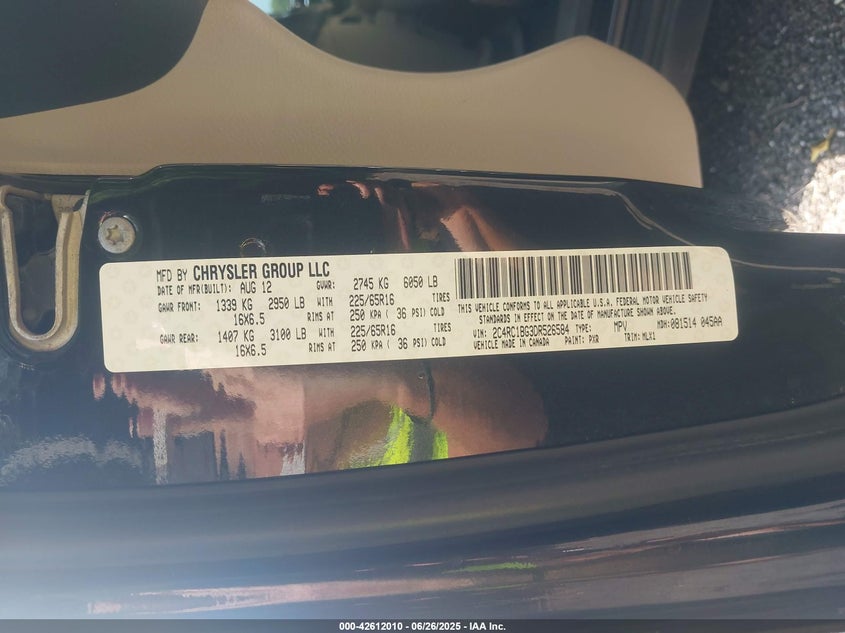 MFD BY CHRYSLER GROUP LLC
DATE OF MFR(BUILT): AUG 12 GVWR: 2745 KG 6050 LB
GAWR FRONT: 1339 KG 2950 LB WITH 225/65R16 TIRES
16X6.5 RIMS AT 250 KPA ( 36 PSI) COLD
GAWR REAR: 1407 KG 3100 LB WITH 225/65R16 TIRES
16X6.5 RIMS AT 250 KPA ( 36 PSI) COLD
THIS VEHICLE CONFORMS TO ALL APPLICABLE U.S.A. FEDERAL MOTOR VEHICLE SAFETY
STANDARDS IN EFFECT ON THE DATE OF MANUFACTURE SHOWN ABOVE.
VIN: 2C4RC1BG3DR526584 TYPE: MPV MDH: 081514 045AA
VEHICLE MADE IN CANADA PAINT: PXR TRIM: MLX1
000-42612010 - 06/26/2025 - IAA Inc.